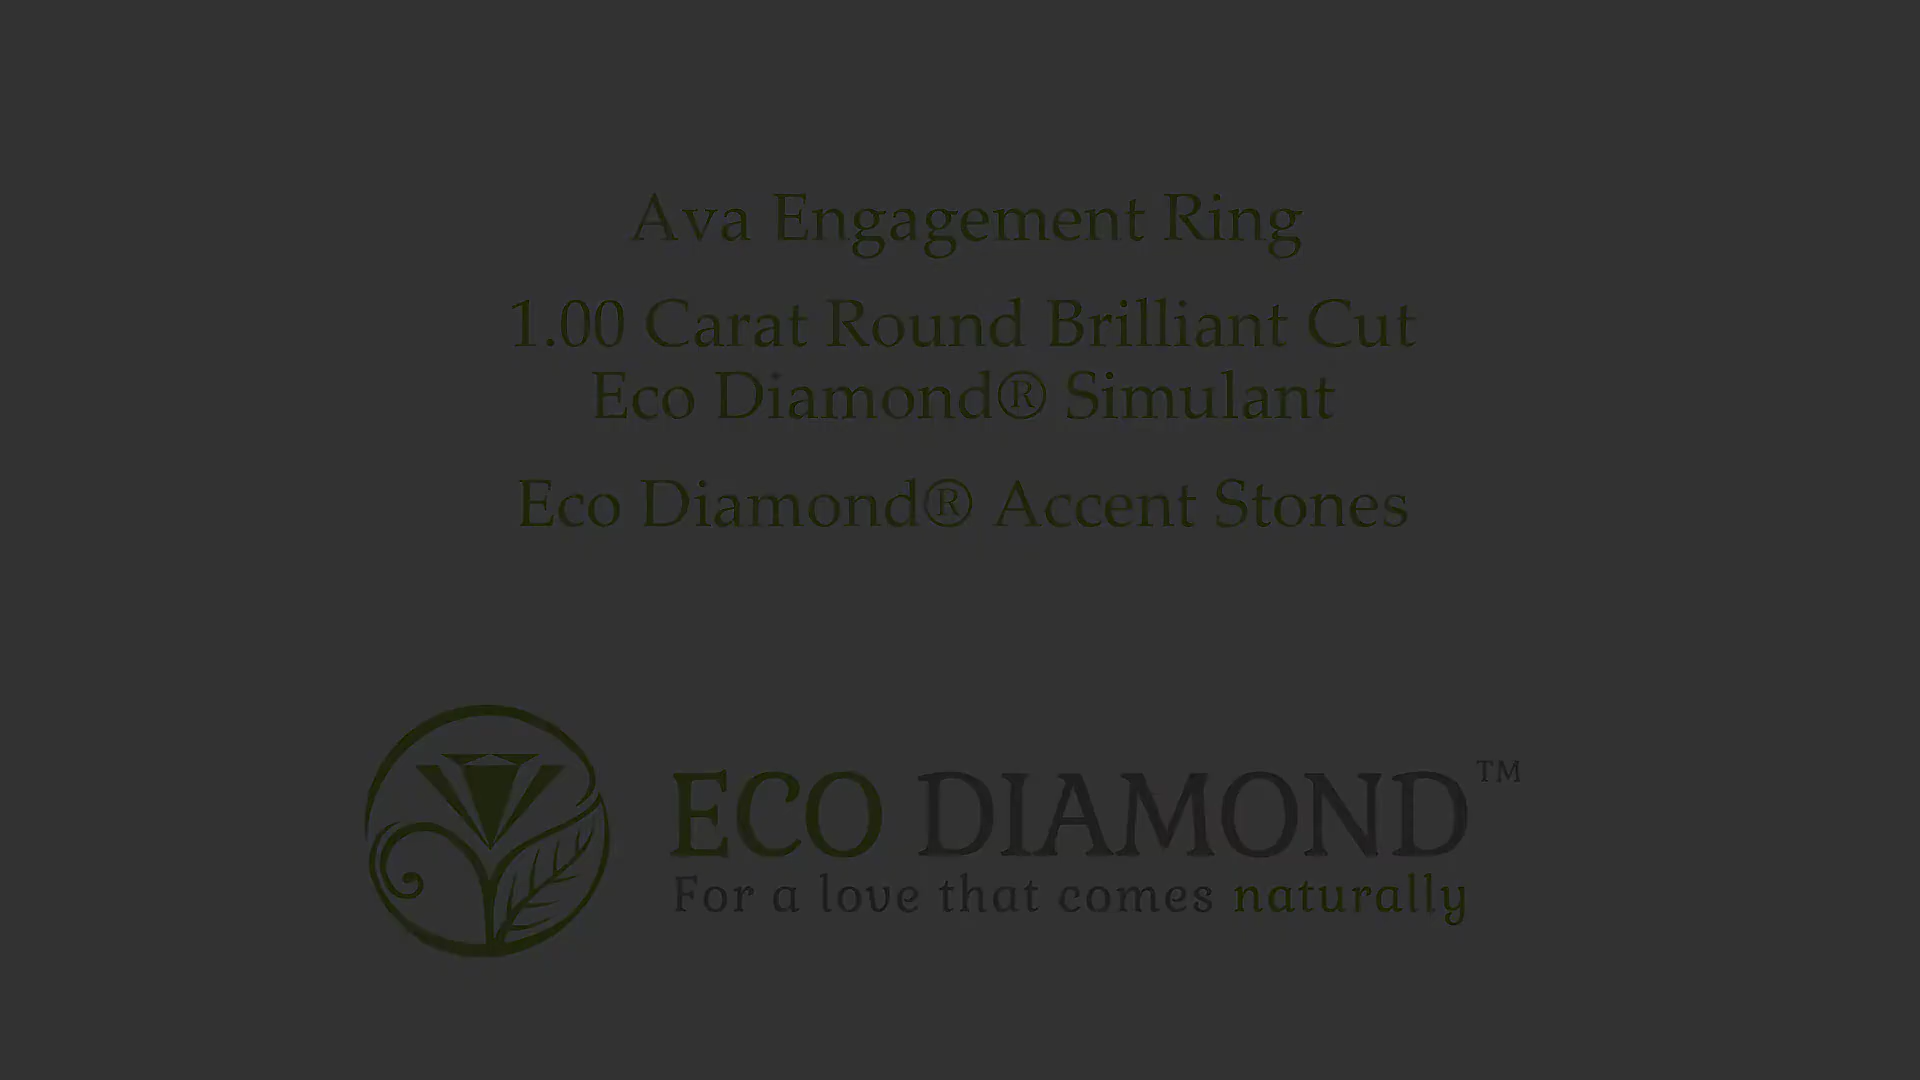 Ava Engagement Ring
1.00 Carat Round Brilliant Cut
Eco Diamond® Simulant
Eco Diamond® Accent Stones
ECO DIAMOND™
For a love that comes naturally